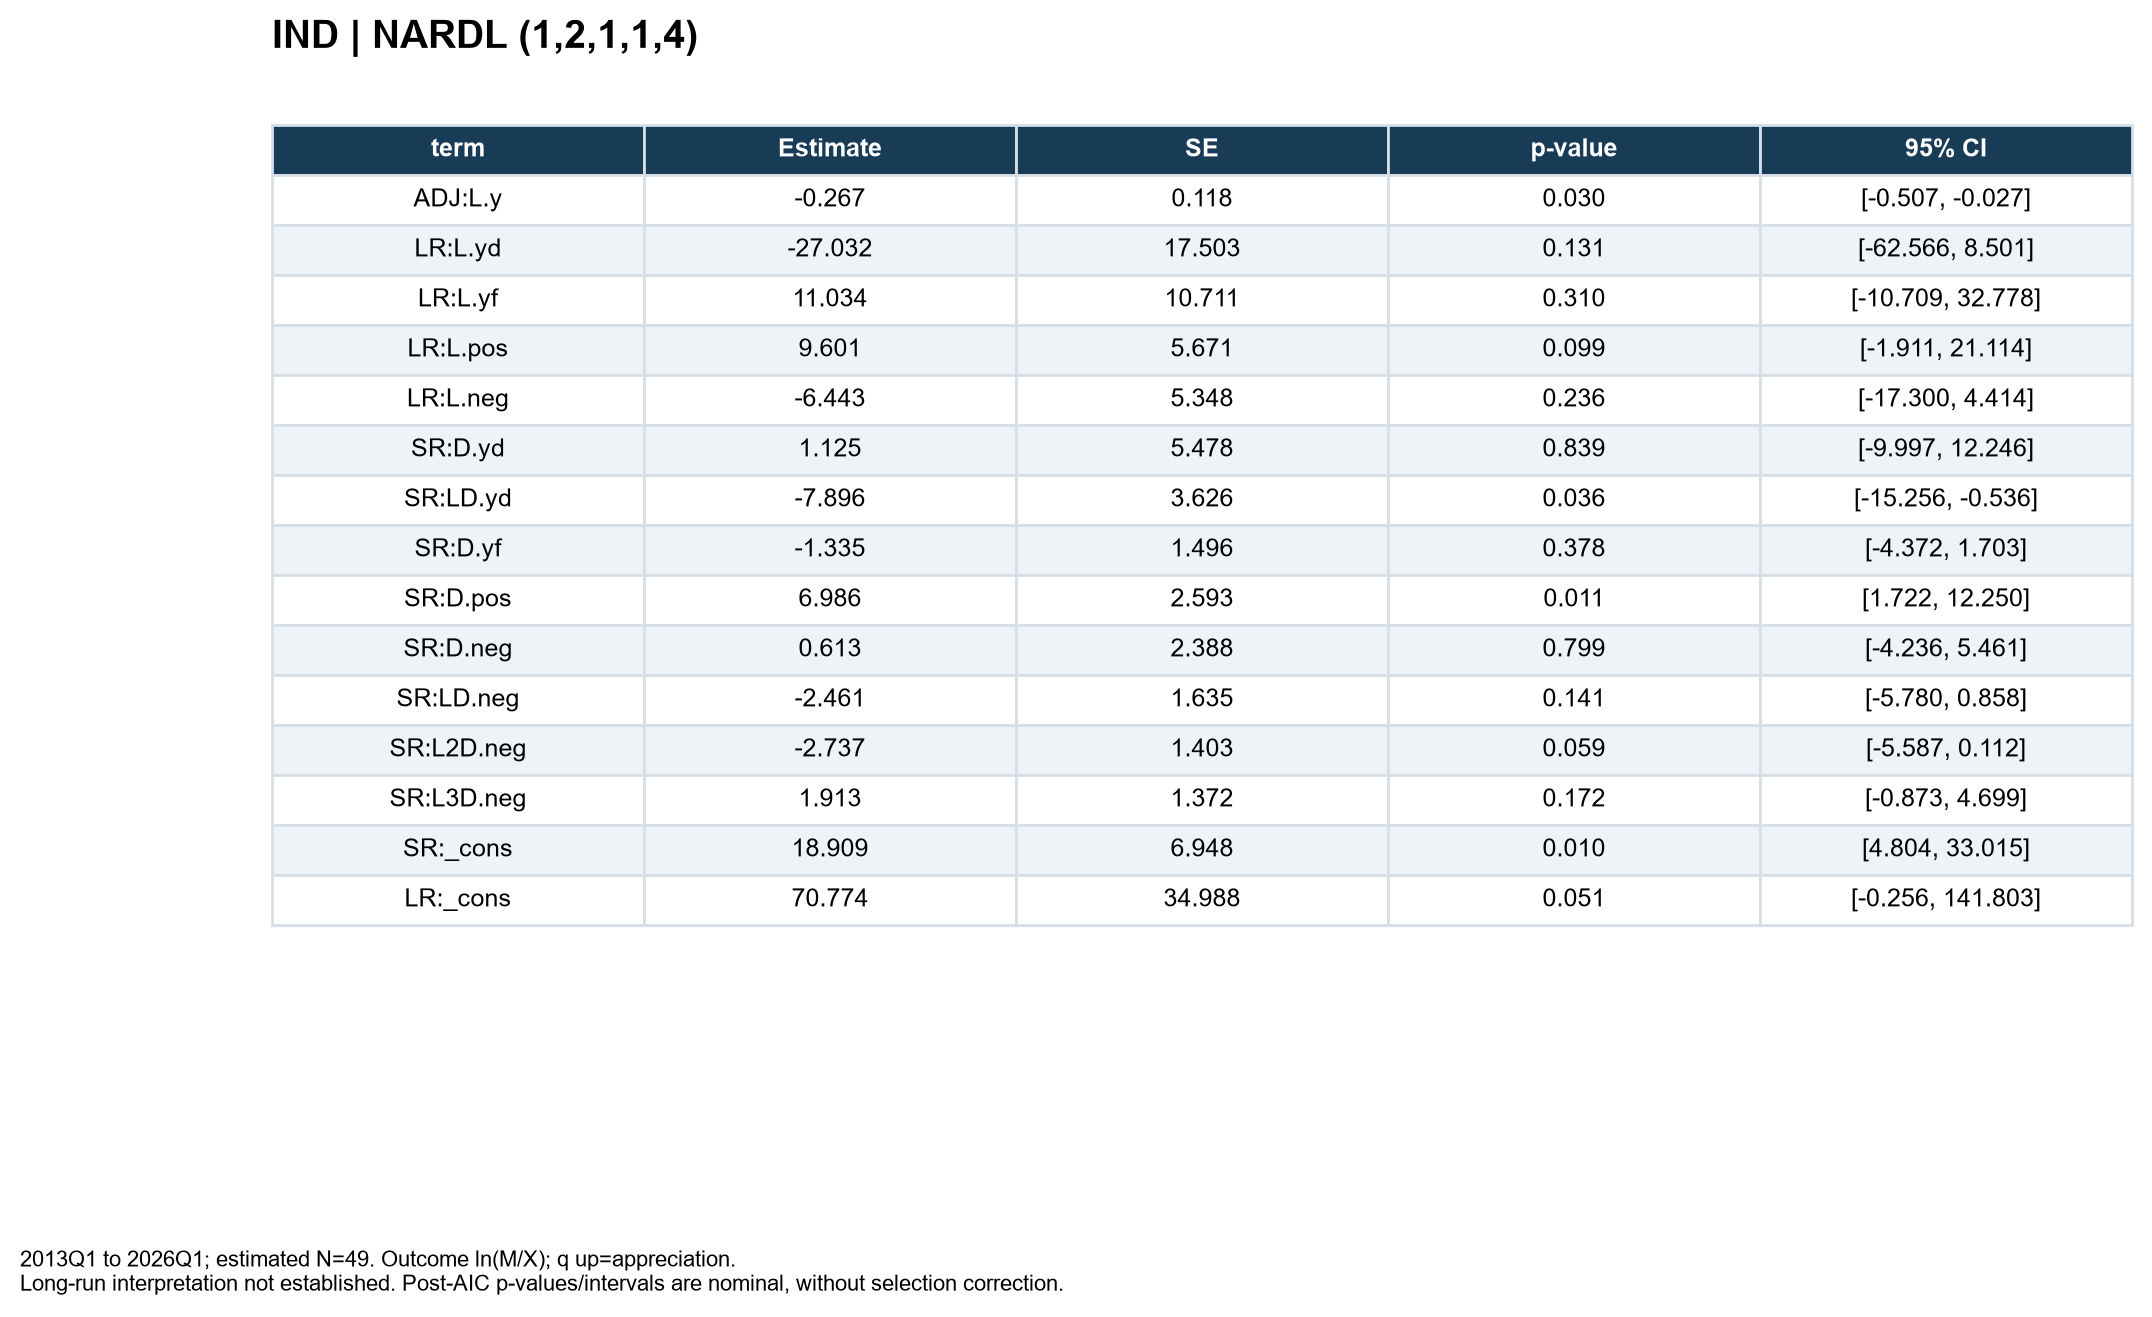 IND | NARDL (1,2,1,1,4)
term Estimate SE p-value 95% CI
ADJ:L.y -0.267 0.118 0.030 [-0.507, -0.027]
LR:L.yd -27.032 17.503 0.131 [-62.566, 8.501]
LR:L.yf 11.034 10.711 0.310 [-10.709, 32.778]
LR:L.pos 9.601 5.671 0.099 [-1.911, 21.114]
LR:L.neg -6.443 5.348 0.236 [-17.300, 4.414]
SR:D.yd 1.125 5.478 0.839 [-9.997, 12.246]
SR:LD.yd -7.896 3.626 0.036 [-15.256, -0.536]
SR:D.yf -1.335 1.496 0.378 [-4.372, 1.703]
SR:D.pos 6.986 2.593 0.011 [1.722, 12.250]
SR:D.neg 0.613 2.388 0.799 [-4.236, 5.461]
SR:LD.neg -2.461 1.635 0.141 [-5.780, 0.858]
SR:L2D.neg -2.737 1.403 0.059 [-5.587, 0.112]
SR:L3D.neg 1.913 1.372 0.172 [-0.873, 4.699]
SR:_cons 18.909 6.948 0.010 [4.804, 33.015]
LR:_cons 70.774 34.988 0.051 [-0.256, 141.803]
2013Q1 to 2026Q1; estimated N=49. Outcome ln(M/X); q up=appreciation.
Long-run interpretation not established. Post-AIC p-values/intervals are nominal, without selection correction.